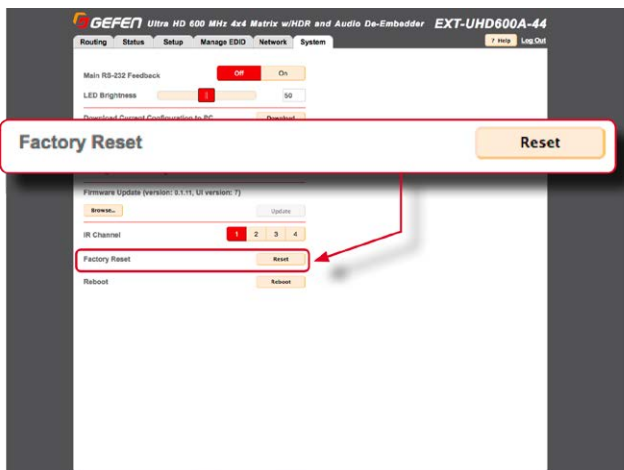 GEFEN Ultra HD 600 MHz 4x4 Matrix w/HDR and Audio De-Embedder EXT-UHD600A-44
Routing Status Setup Manage EDID Network System ? Help Log Out
Main RS-232 Feedback Off On
LED Brightness 50
Download Current Configuration to PC Download
Factory Reset Reset
Firmware Update (version: 0.1.11, UI version: 7)
Browse... Update
IR Channel 1 2 3 4
Factory Reset Reset
Reboot Reboot